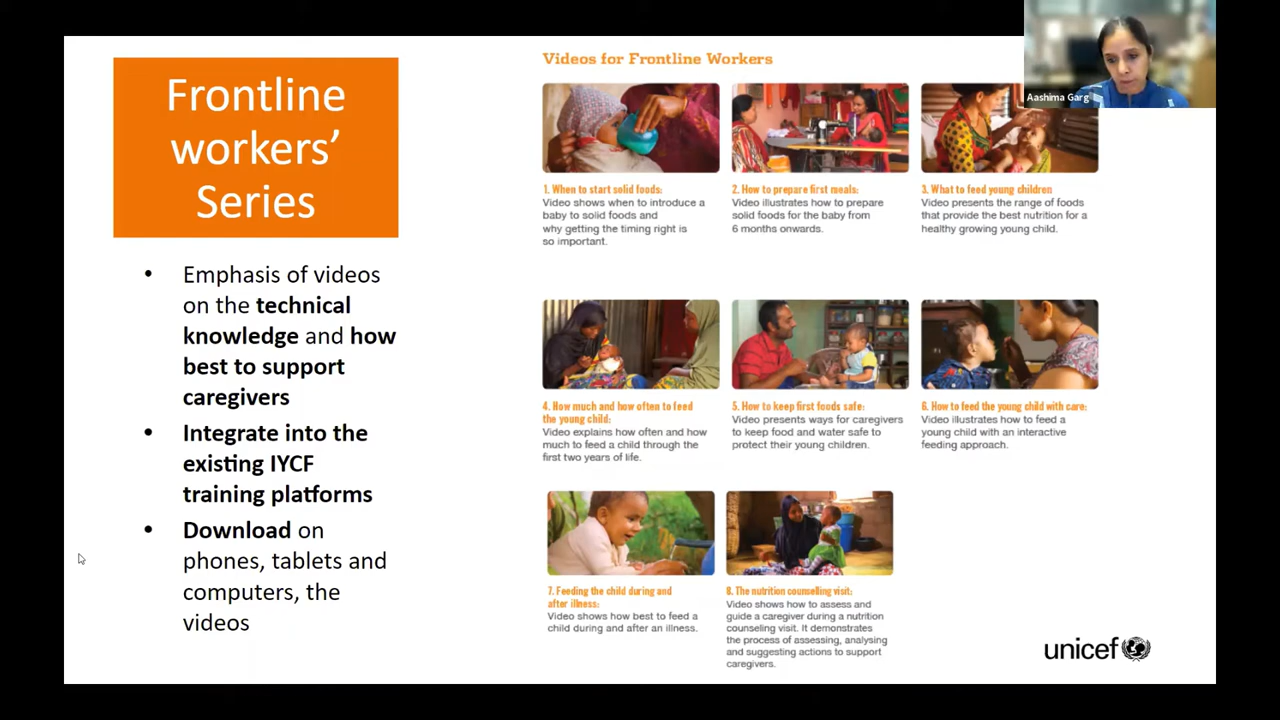 Frontline
workers'
Series
• Emphasis of videos
on the technical
knowledge and how
best to support
caregivers
• Integrate into the
existing IYCF
training platforms
• Download on
phones, tablets and
computers, the
videos
Videos for Frontline Workers
1. When to start solid foods:
Video shows when to introduce a
baby to solid foods and
why getting the timing right is
so important.
2. How to prepare first meals:
Video illustrates how to prepare
solid foods for the baby from
6 months onwards.
3. What to feed young children
Video presents the range of foods
that provide the best nutrition for a
healthy growing young child.
4. How much and how often to feed
the young child:
Video explains how often and how
much to feed a child through the
first two years of life.
5. How to keep first foods safe:
Video presents ways for caregivers
to keep food and water safe to
protect their young children.
6. How to feed the young child with care:
Video illustrates how to feed a
young child with an interactive
feeding approach.
7. Feeding the child during and
after illness:
Video shows how best to feed a
child during and after an illness.
8. The nutrition counselling visit:
Video shows how to assess and
guide a caregiver during a nutrition
counseling visit. It demonstrates
the process of assessing, analysing
and suggesting actions to support
caregivers.
Aashima Garg
unicef